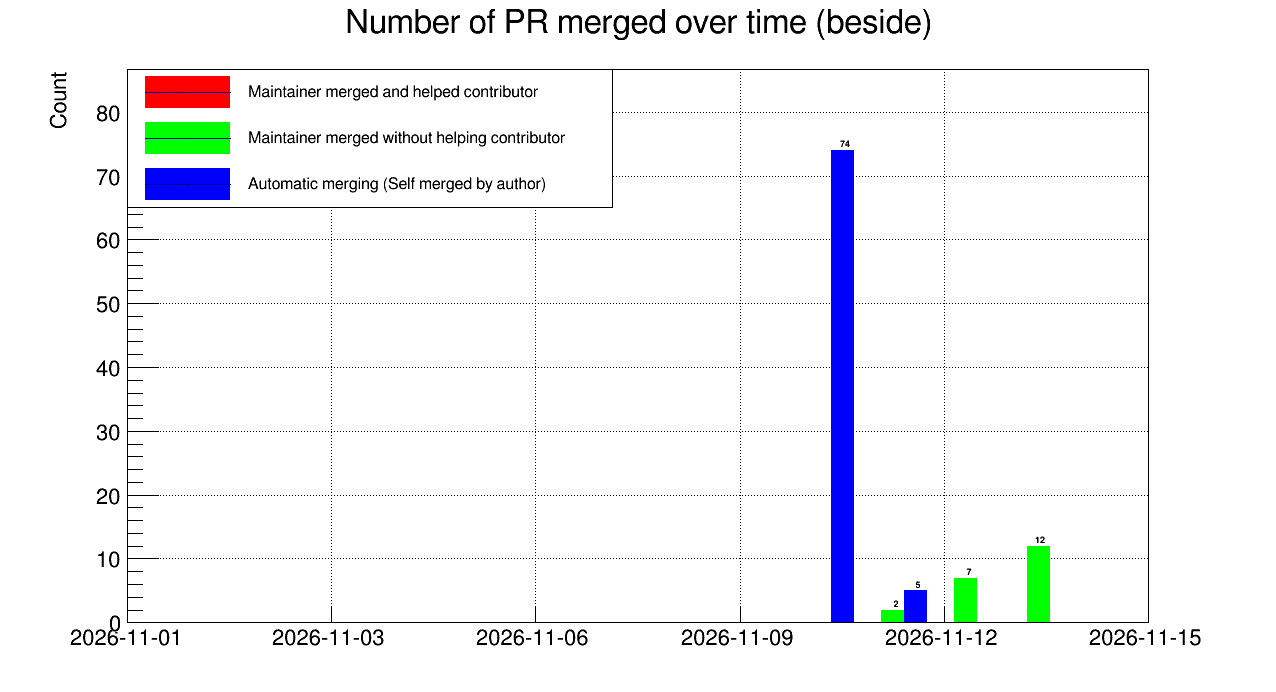 Number of PR merged over time (beside)
Count
Maintainer merged and helped contributor
Maintainer merged without helping contributor
Automatic merging (Self merged by author)
80
70
60
50
40
30
20
10
0
74
2
5
7
12
2026-11-01 2026-11-03 2026-11-06 2026-11-09 2026-11-12 2026-11-15